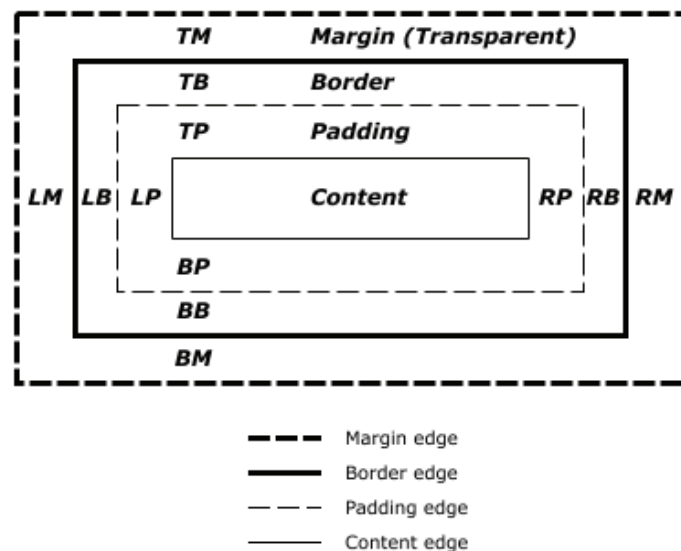 TM Margin (Transparent)
TB Border
TP Padding
LM LB LP Content RP RB RM
BP
BB
BM
Margin edge
Border edge
Padding edge
Content edge